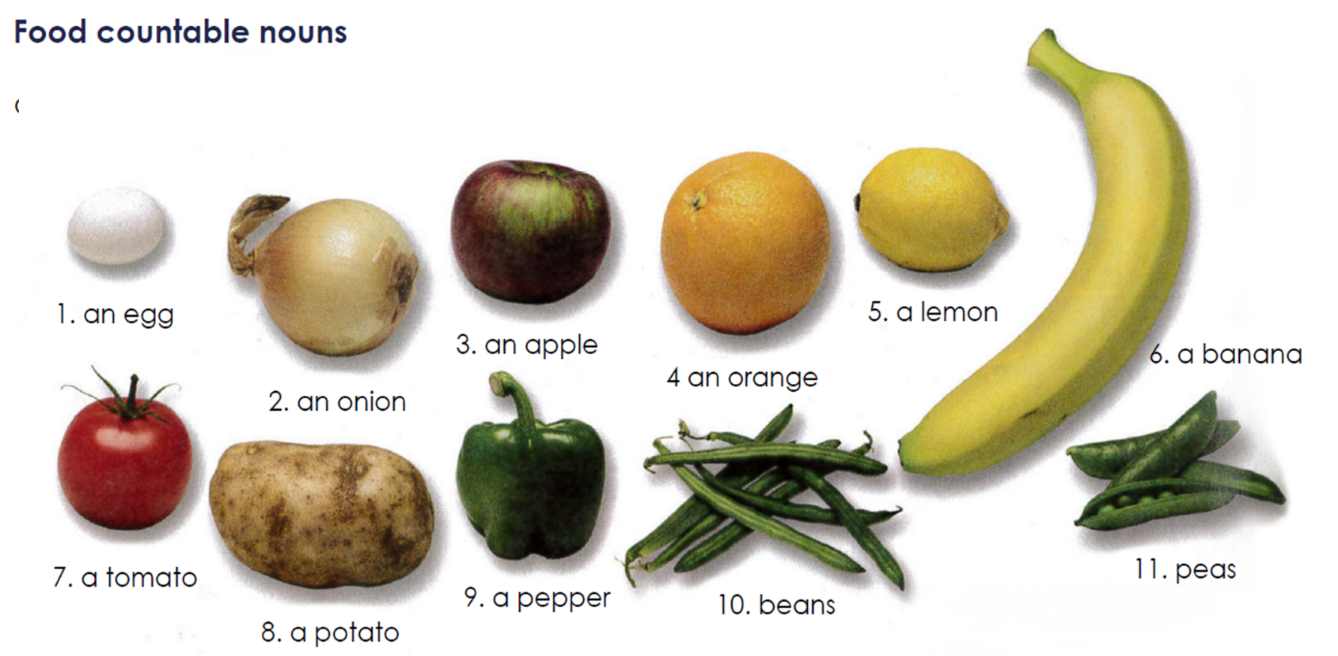 Food countable nouns
1. an egg
2. an onion
3. an apple
4 an orange
5. a lemon
6. a banana
7. a tomato
8. a potato
9. a pepper
10. beans
11. peas